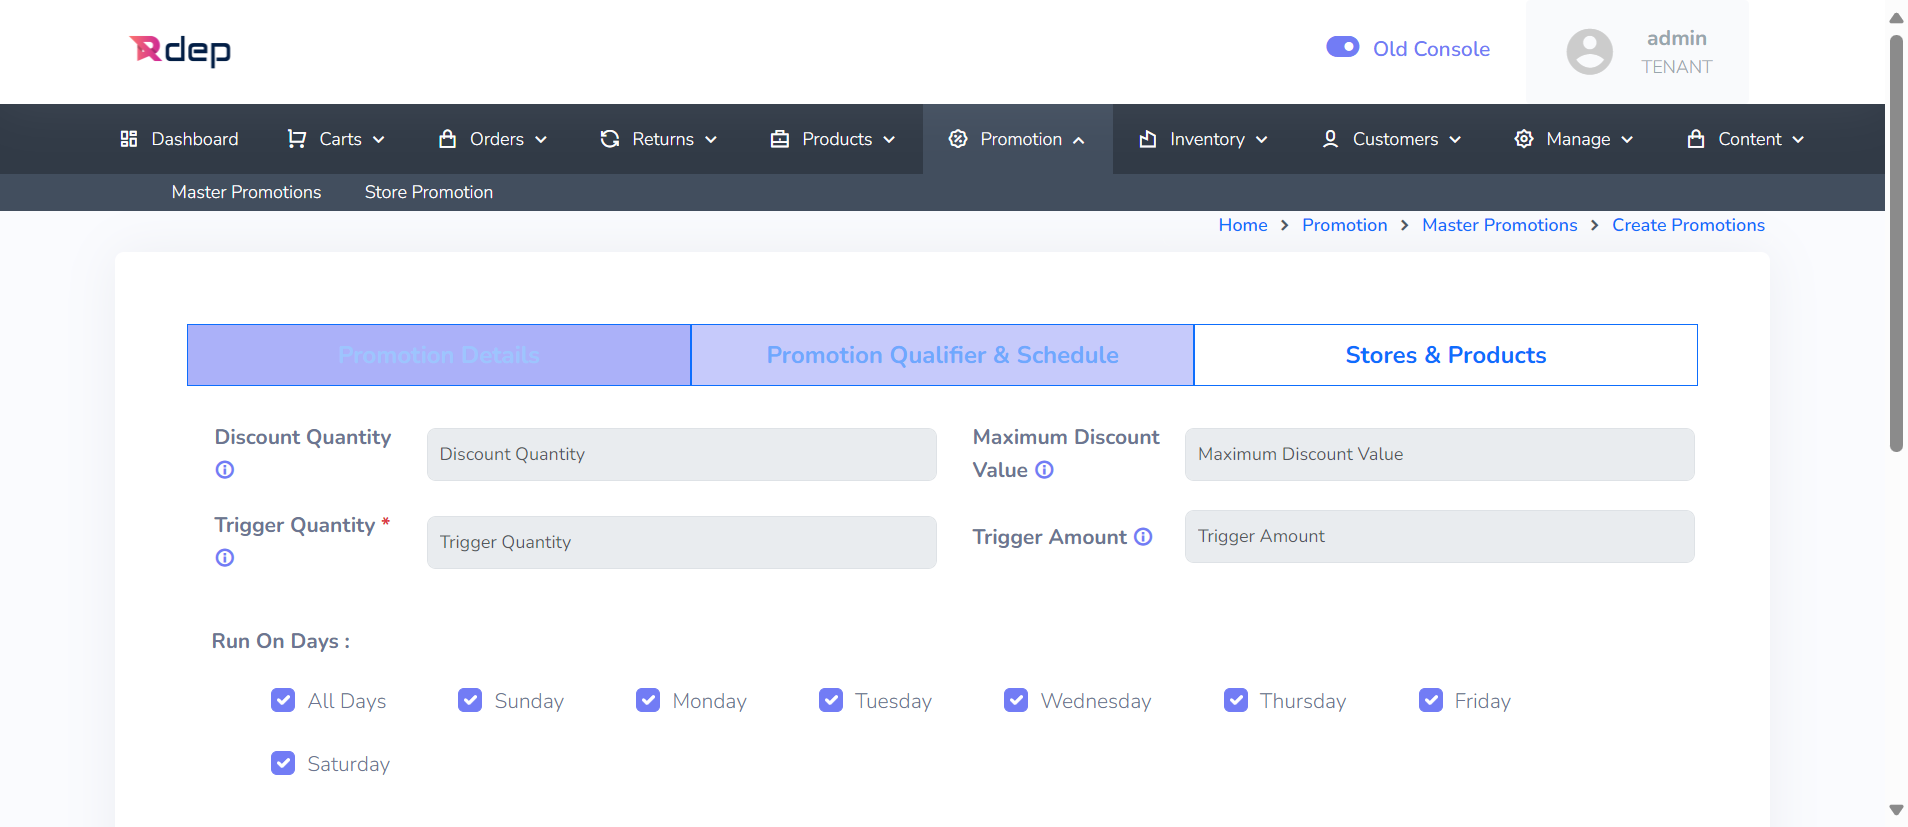 Rdep
Old Console
admin
TENANT
Dashboard Carts Orders Returns Products Promotion Inventory Customers Manage Content
Master Promotions Store Promotion
Home > Promotion > Master Promotions > Create Promotions
Promotion Details Promotion Qualifier & Schedule Stores & Products
Discount Quantity
Discount Quantity
Maximum Discount
Value
Maximum Discount Value
Trigger Quantity *
Trigger Quantity
Trigger Amount
Trigger Amount
Run On Days :
All Days Sunday Monday Tuesday Wednesday Thursday Friday
Saturday